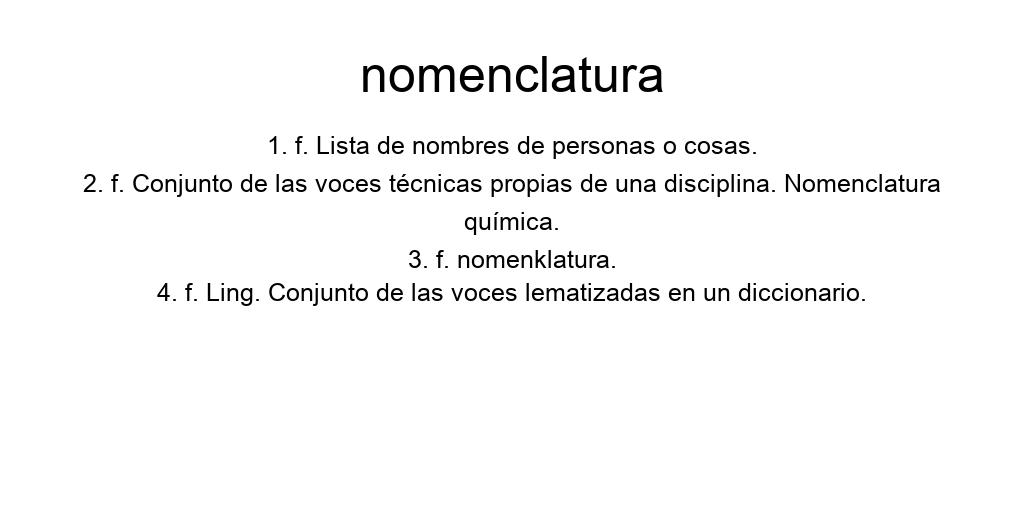 nomenclatura
1. f. Lista de nombres de personas o cosas.
2. f. Conjunto de las voces técnicas propias de una disciplina. Nomenclatura
química.
3. f. nomenklatura.
4. f. Ling. Conjunto de las voces lematizadas en un diccionario.